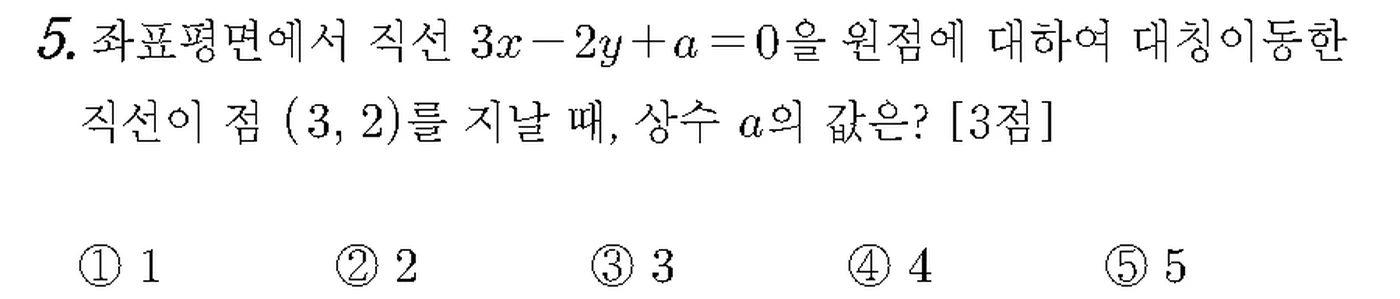 5. 좌표평면에서 직선 3x-2y+a=0을 원점에 대하여 대칭이동한
직선이 점 (3, 2)를 지날 때, 상수 a의 값은? [3점]
① 1 ② 2 ③ 3 ④ 4 ⑤ 5